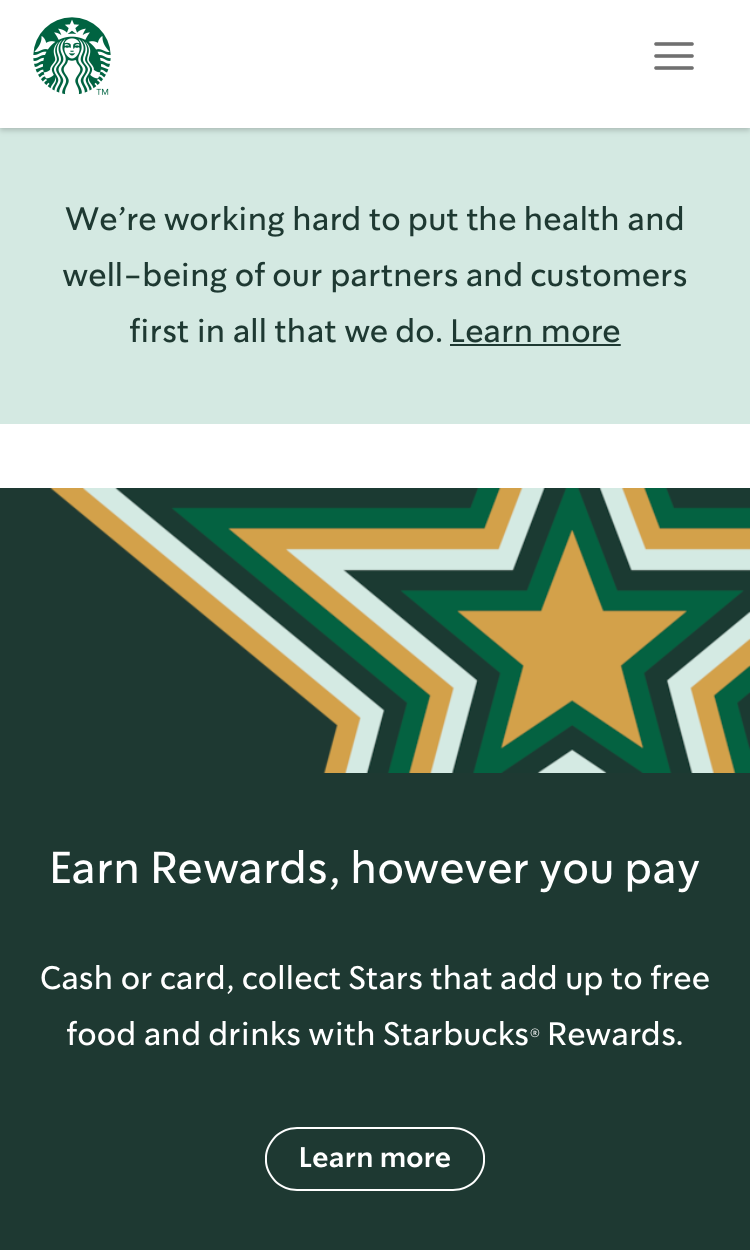 TM
We’re working hard to put the health and
well-being of our partners and customers
first in all that we do. Learn more
Earn Rewards, however you pay
Cash or card, collect Stars that add up to free
food and drinks with Starbucks® Rewards.
Learn more